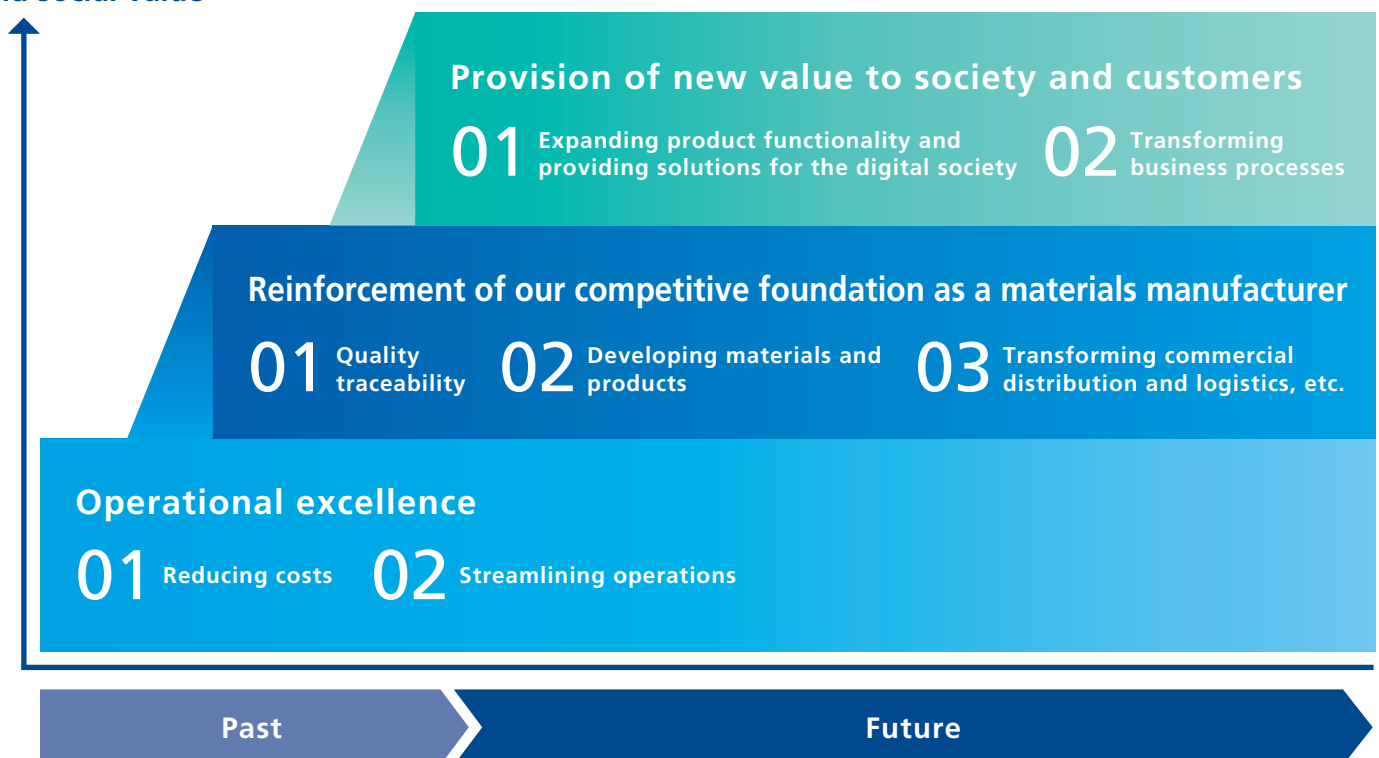 social value
Provision of new value to society and customers
01 Expanding product functionality and
providing solutions for the digital society
02 Transforming
business processes
Reinforcement of our competitive foundation as a materials manufacturer
01 Quality
traceability
02 Developing materials and
products
03 Transforming commercial
distribution and logistics, etc.
Operational excellence
01 Reducing costs
02 Streamlining operations
Past
Future